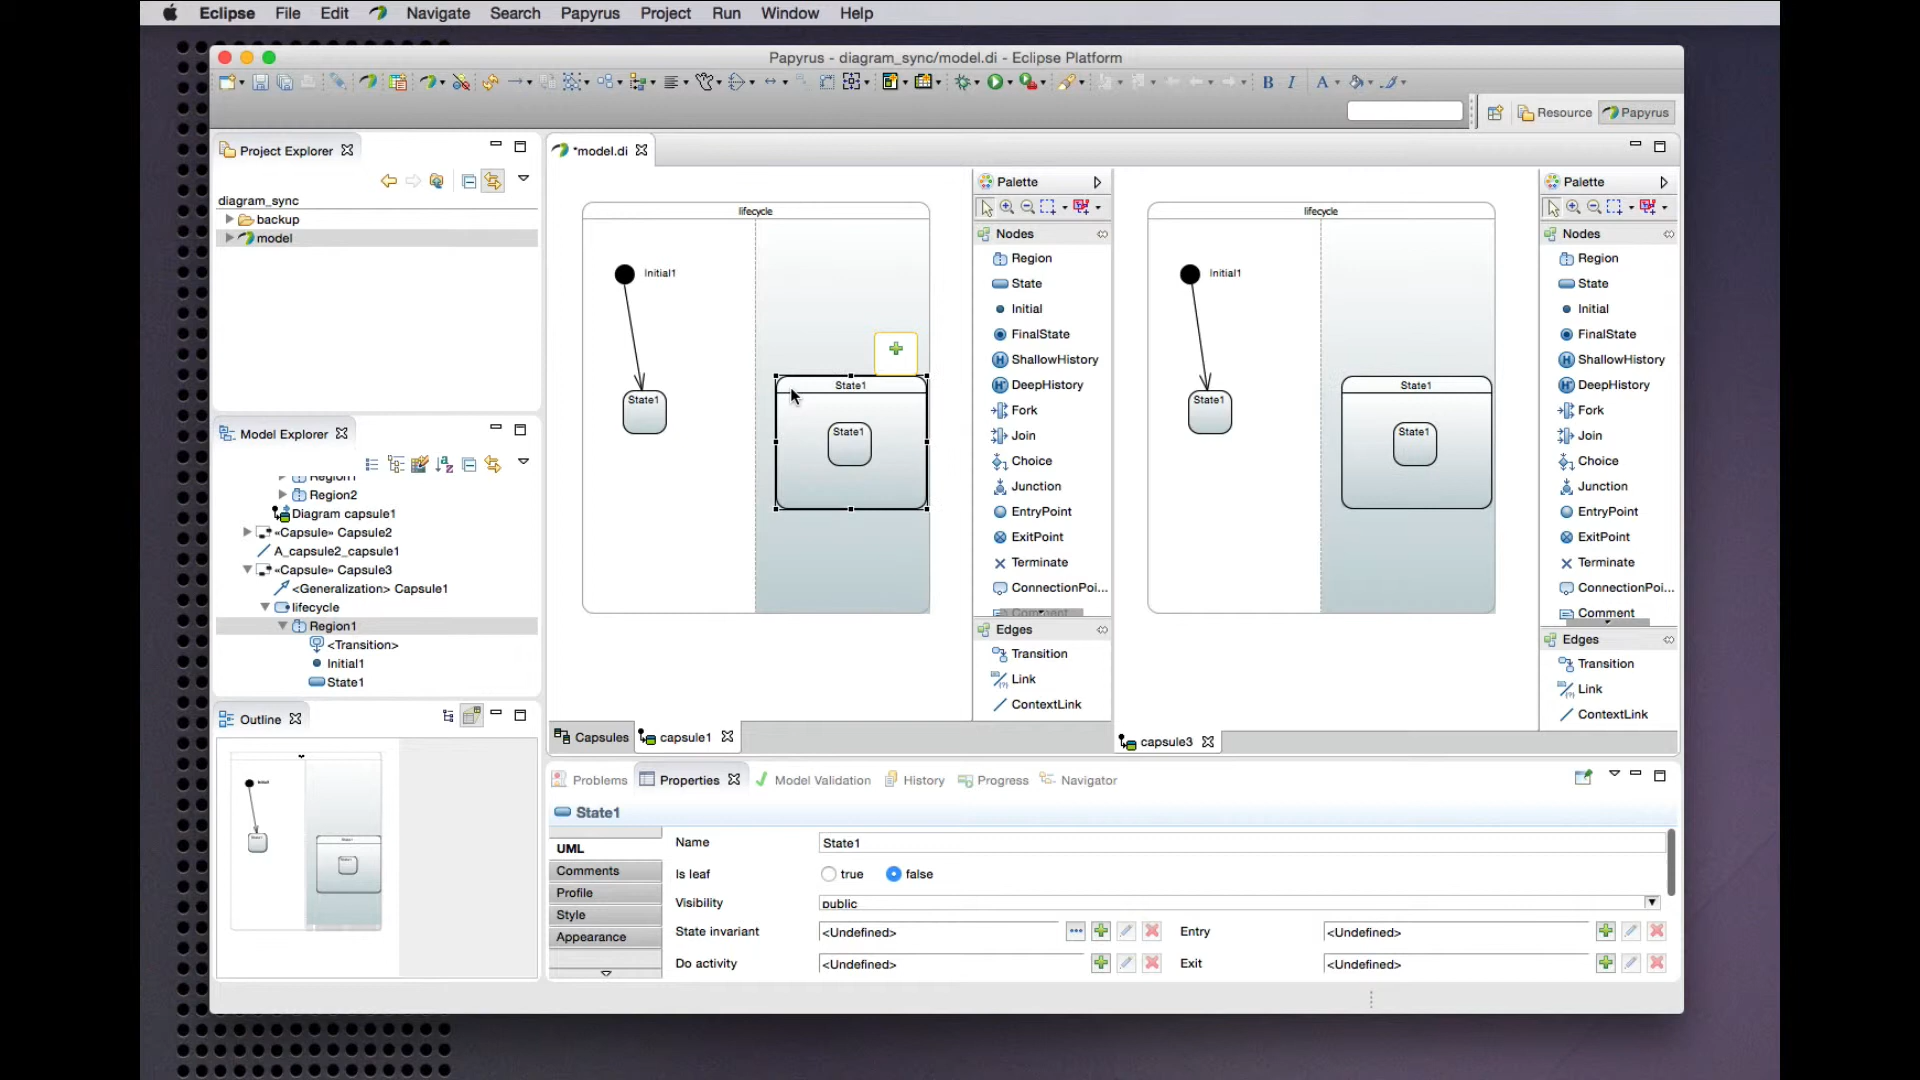 Eclipse File Edit Navigate Search Papyrus Project Run Window Help
Papyrus - diagram_sync/model.di - Eclipse Platform
B I A
Resource Papyrus
Project Explorer
diagram_sync
backup
model
Model Explorer
Region1
Region2
Diagram capsule1
«Capsule» Capsule2
A_capsule2_capsule1
«Capsule» Capsule3
<Generalization> Capsule1
lifecycle
Region1
<Transition>
Initial1
State1
Outline
*model.di
lifecycle
Initial1
State1
State1
State1
Palette
Nodes
Region
State
Initial
FinalState
ShallowHistory
DeepHistory
Fork
Join
Choice
Junction
EntryPoint
ExitPoint
Terminate
ConnectionPoi...
Comment
Edges
Transition
Link
ContextLink
Capsules capsule1
lifecycle
Initial1
State1
State1
State1
Palette
Nodes
Region
State
Initial
FinalState
ShallowHistory
DeepHistory
Fork
Join
Choice
Junction
EntryPoint
ExitPoint
Terminate
ConnectionPoi...
Comment
Edges
Transition
Link
ContextLink
capsule3
Problems Properties Model Validation History Progress Navigator
State1
UML
Comments
Profile
Style
Appearance
Name State1
Is leaf true false
Visibility public
State invariant <Undefined> Entry <Undefined>
Do activity <Undefined> Exit <Undefined>